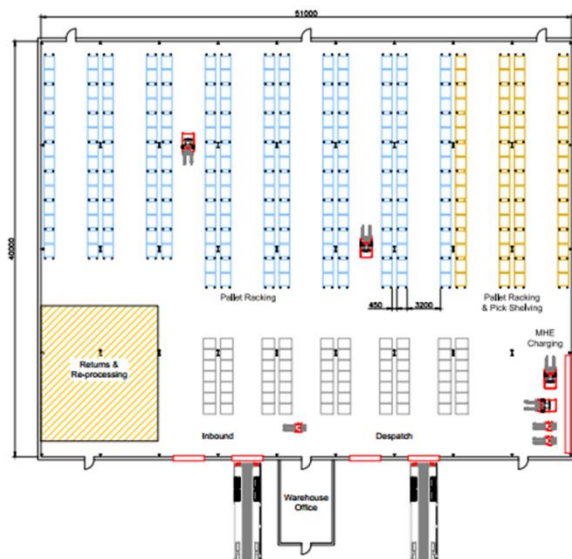 51000
40000
Pallet Racking
450
3200
Pallet Racking
& Pick Shelving
MHE
Charging
Returns &
Re-processing
Inbound
Despatch
Warehouse
Office